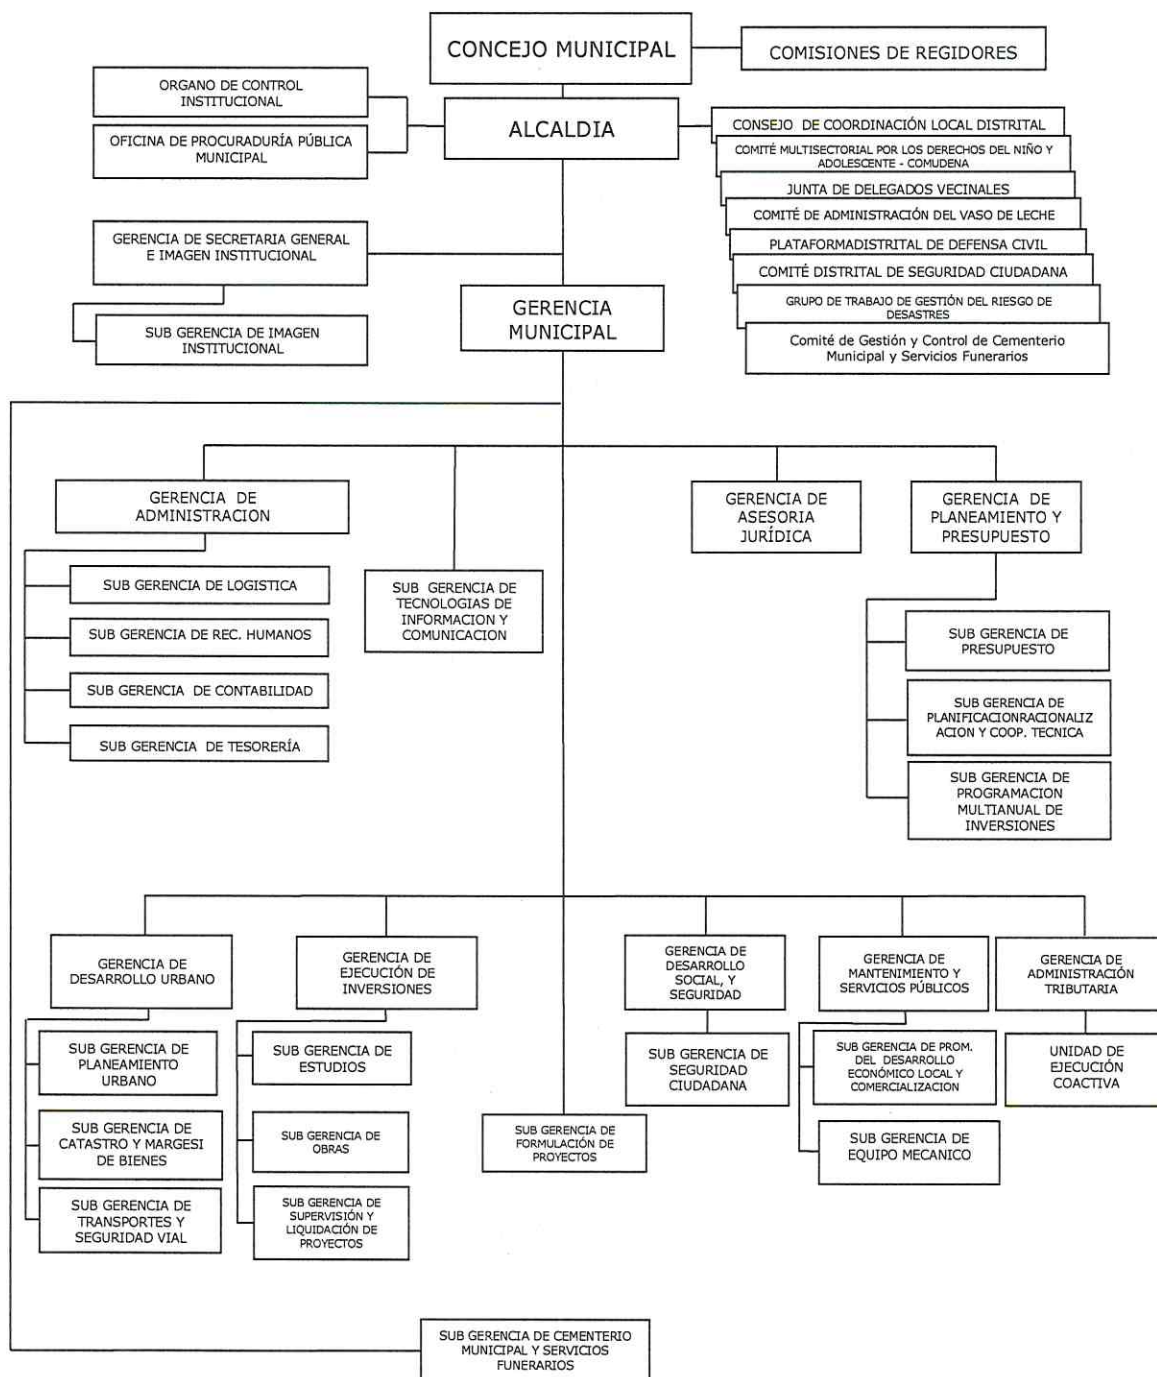 CONCEJO MUNICIPAL
COMISIONES DE REGIDORES
ORGANO DE CONTROL
INSTITUCIONAL
OFICINA DE PROCURADURÍA PÚBLICA
MUNICIPAL
ALCALDIA
CONSEJO DE COORDINACIÓN LOCAL DISTRITAL
COMITÉ MULTISECTORIAL POR LOS DERECHOS DEL NIÑO Y
ADOLESCENTE - COMUDENA
JUNTA DE DELEGADOS VECINALES
COMITÉ DE ADMINISTRACIÓN DEL VASO DE LECHE
PLATAFORMADISTRITAL DE DEFENSA CIVIL
COMITÉ DISTRITAL DE SEGURIDAD CIUDADANA
GRUPO DE TRABAJO DE GESTIÓN DEL RIESGO DE
DESASTRES
Comité de Gestión y Control de Cementerio
Municipal y Servicios Funerarios
GERENCIA DE SECRETARIA GENERAL
E IMAGEN INSTITUCIONAL
SUB GERENCIA DE IMAGEN
INSTITUCIONAL
GERENCIA
MUNICIPAL
GERENCIA DE
ADMINISTRACION
SUB GERENCIA DE LOGISTICA
SUB GERENCIA DE REC. HUMANOS
SUB GERENCIA DE CONTABILIDAD
SUB GERENCIA DE TESORERÍA
SUB GERENCIA DE
TECNOLOGIAS DE
INFORMACION Y
COMUNICACION
GERENCIA DE
ASESORIA
JURÍDICA
GERENCIA DE
PLANEAMIENTO Y
PRESUPUESTO
SUB GERENCIA DE
PRESUPUESTO
SUB GERENCIA DE
PLANIFICACIONRACIONALIZ
ACION Y COOP. TECNICA
SUB GERENCIA DE
PROGRAMACION
MULTIANUAL DE
INVERSIONES
GERENCIA DE
DESARROLLO URBANO
SUB GERENCIA DE
PLANEAMIENTO
URBANO
SUB GERENCIA DE
CATASTRO Y MARGESI
DE BIENES
SUB GERENCIA DE
TRANSPORTES Y
SEGURIDAD VIAL
GERENCIA DE
EJECUCIÓN DE
INVERSIONES
SUB GERENCIA DE
ESTUDIOS
SUB GERENCIA DE
OBRAS
SUB GERENCIA DE
SUPERVISIÓN Y
LIQUIDACIÓN DE
PROYECTOS
SUB GERENCIA DE
FORMULACIÓN DE
PROYECTOS
GERENCIA DE
DESARROLLO
SOCIAL, Y
SEGURIDAD
SUB GERENCIA DE
SEGURIDAD
CIUDADANA
GERENCIA DE
MANTENIMIENTO Y
SERVICIOS PÚBLICOS
SUB GERENCIA DE PROM.
DEL DESARROLLO
ECONÓMICO LOCAL Y
COMERCIALIZACION
SUB GERENCIA DE
EQUIPO MECANICO
GERENCIA DE
ADMINISTRACIÓN
TRIBUTARIA
UNIDAD DE
EJECUCIÓN
COACTIVA
SUB GERENCIA DE CEMENTERIO
MUNICIPAL Y SERVICIOS
FUNERARIOS